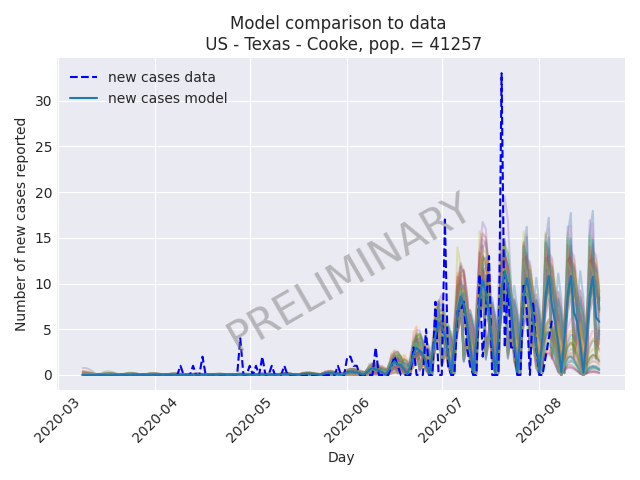 Model comparison to data
US - Texas - Cooke, pop. = 41257
new cases data
new cases model
Number of new cases reported
30
25
20
15
10
5
0
PRELIMINARY
2020-03
2020-04
2020-05
2020-06
2020-07
2020-08
Day